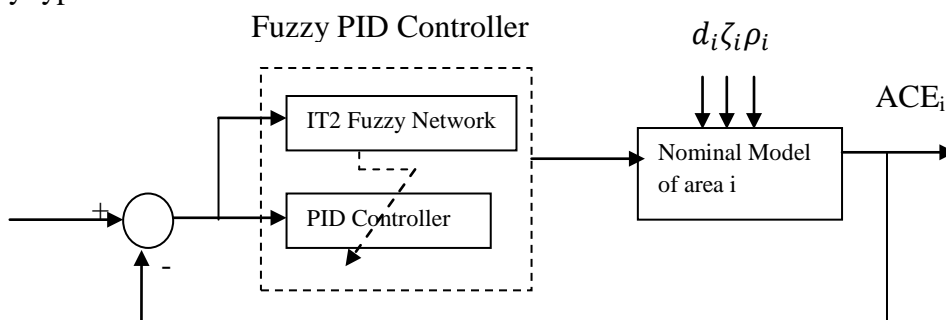 Fuzzy PID Controller
d_iζ_iρ_i
ACE_i
IT2 Fuzzy Network
Nominal Model
of area i
PID Controller
+
-